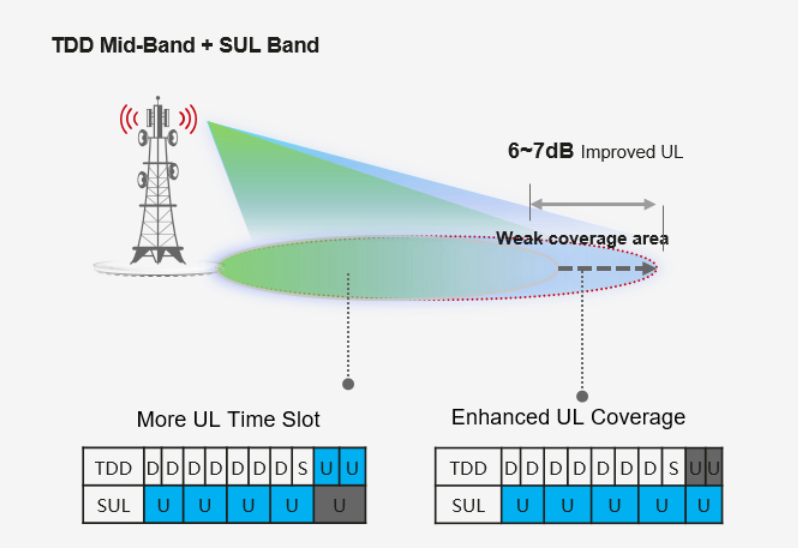 TDD Mid-Band + SUL Band
6~7dB Improved UL
Weak coverage area
More UL Time Slot
TDD D D D D D D D S U U
SUL U U U U U
Enhanced UL Coverage
TDD D D D D D D D S U U
SUL U U U U U